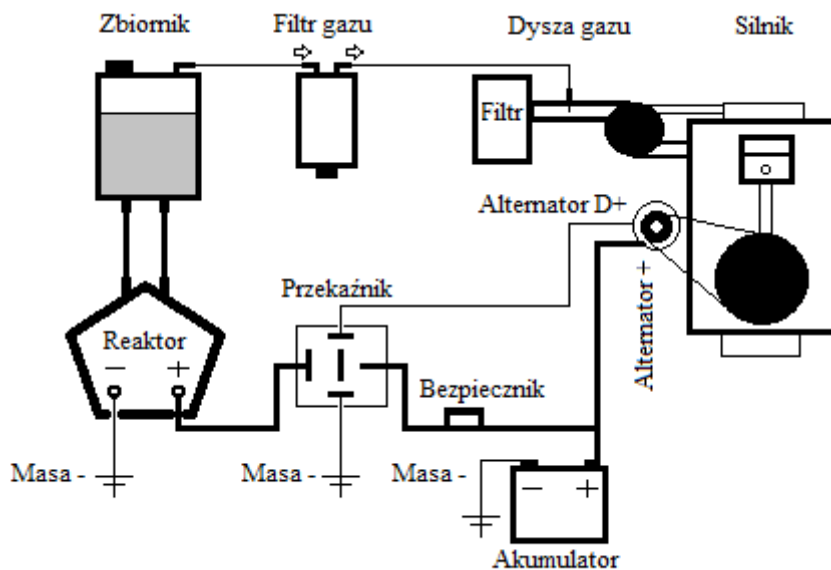 Zbiornik
Filtr gazu
Dysza gazu
Silnik
Filtr
Alternator D+
Alternator +
Przekaźnik
Reaktor
− +
Bezpiecznik
Masa -
Masa -
Masa -
− +
Akumulator